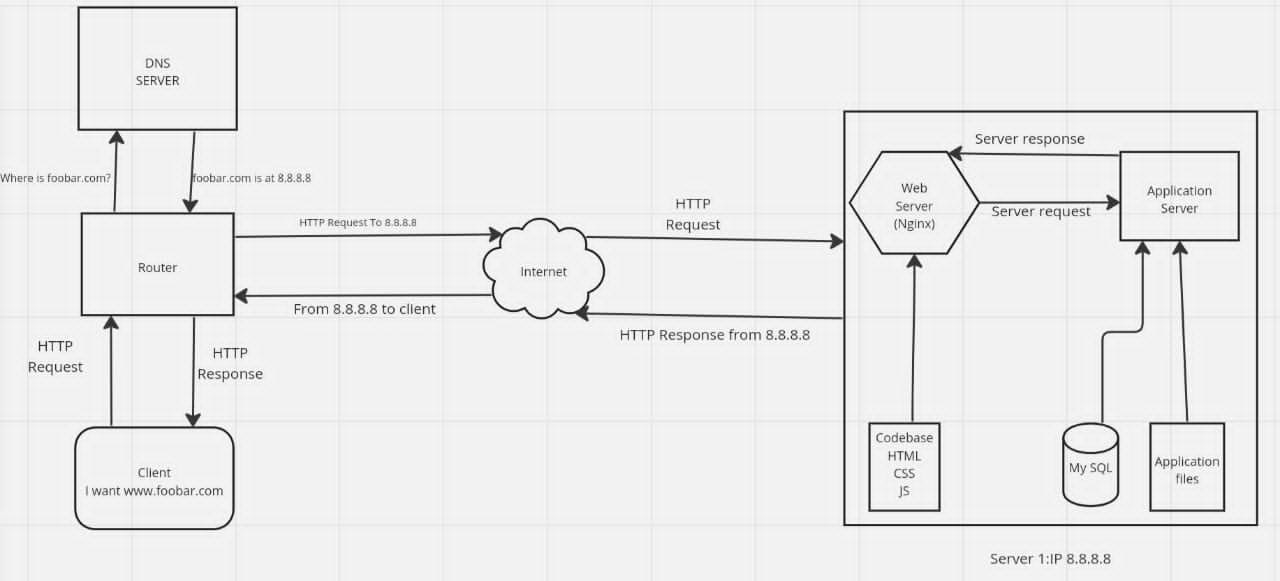 DNS
SERVER
Where is foobar.com?
foobar.com is at 8.8.8.8
Router
HTTP Request To 8.8.8.8
From 8.8.8.8 to client
HTTP
Request
HTTP
Response
Client
I want www.foobar.com
Internet
HTTP
Request
HTTP Response from 8.8.8.8
Server response
Web
Server
(Nginx)
Server request
Application
Server
Codebase
HTML
CSS
JS
My SQL
Application
files
Server 1:IP 8.8.8.8